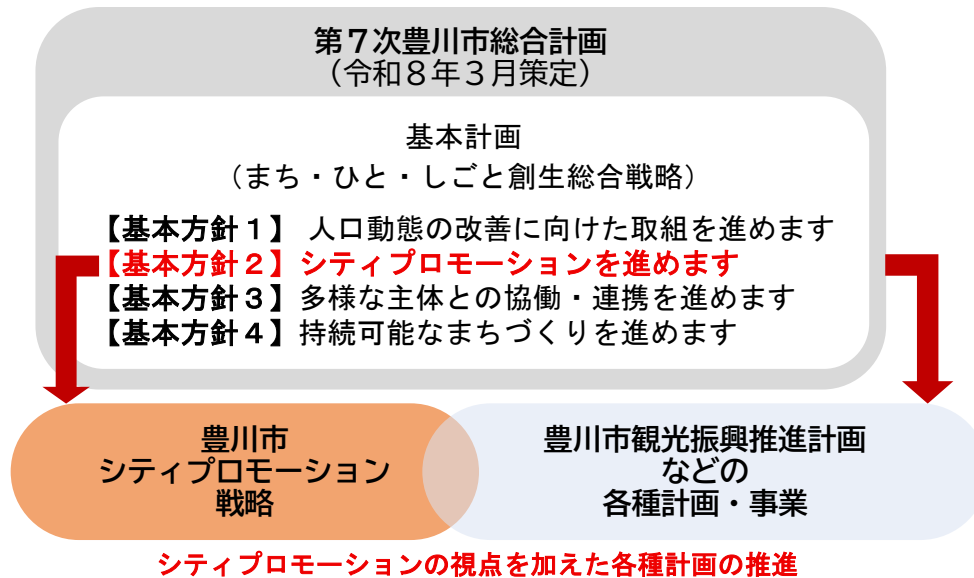 第７次豊川市総合計画
（令和８年３月策定）
基本計画
（まち・ひと・しごと創生総合戦略）
【基本方針１】 人口動態の改善に向けた取組を進めます
【基本方針２】シティプロモーションを進めます
【基本方針３】多様な主体との協働・連携を進めます
【基本方針４】持続可能なまちづくりを進めます
豊川市
シティプロモーション
戦略
豊川市観光振興推進計画
などの
各種計画・事業
シティプロモーションの視点を加えた各種計画の推進